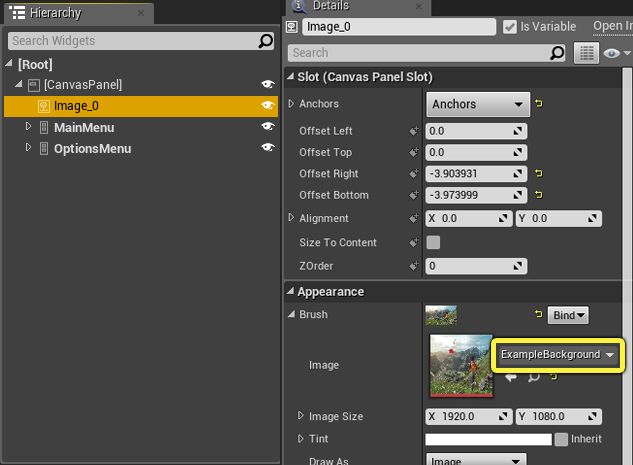 Hierarchy
Search Widgets
[Root]
[CanvasPanel]
Image_0
MainMenu
OptionsMenu
Details
Image_0
Is Variable
Open In
Search
Slot (Canvas Panel Slot)
Anchors Anchors
Offset Left 0.0
Offset Top 0.0
Offset Right -3.903931
Offset Bottom -3.973999
Alignment X 0.0 Y 0.0
Size To Content
ZOrder 0
Appearance
Brush Bind
ExampleBackground
Image
Image Size X 1920.0 Y 1080.0
Tint Inherit
Draw As Image